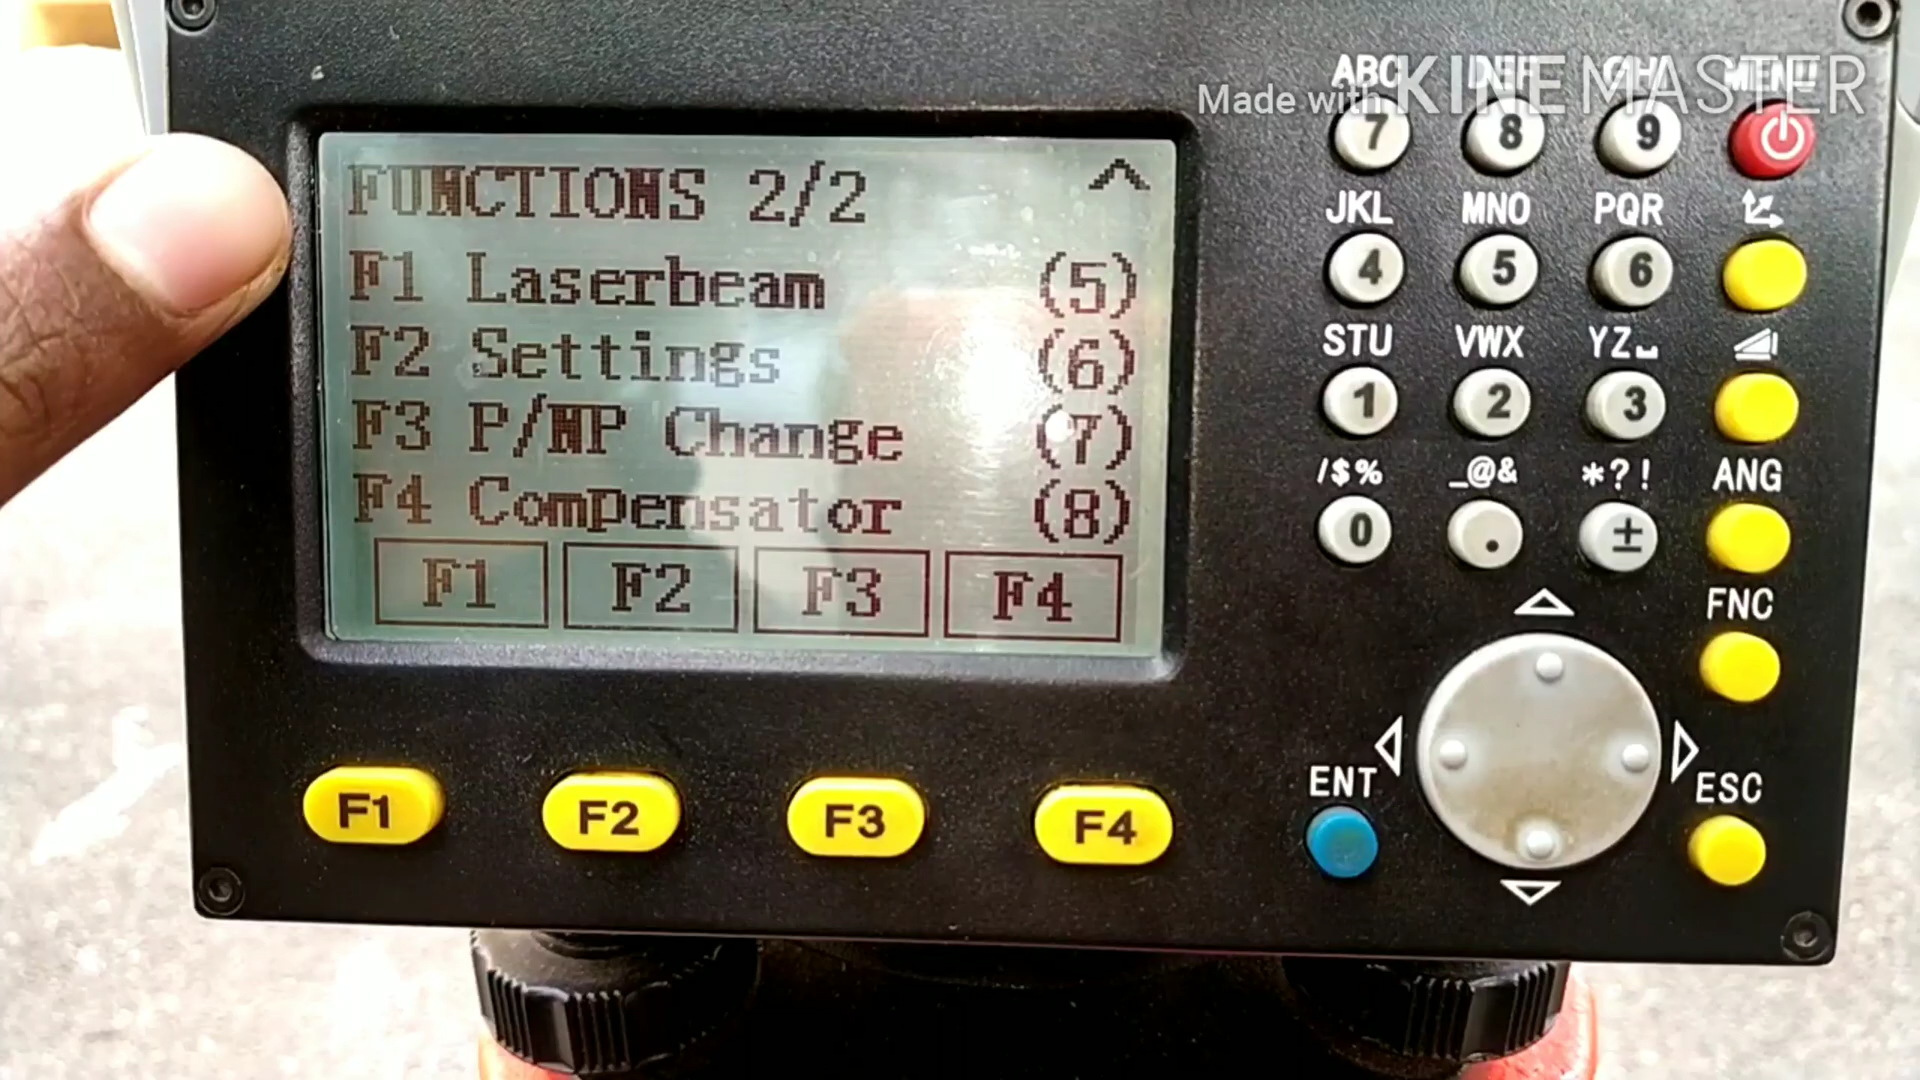 Made with KINEMASTER
FUNCTIONS 2/2
F1 Laserbeam (5)
F2 Settings (6)
F3 P/NP Change (7)
F4 Compensator (8)
F1 F2 F3 F4
F1 F2 F3 F4
ABC DEF GHI MENU
7 8 9
JKL MNO PQR
4 5 6
STU VWX YZ␣
1 2 3
/$% _@& *?! ANG
0 . ±
FNC
ENT ESC